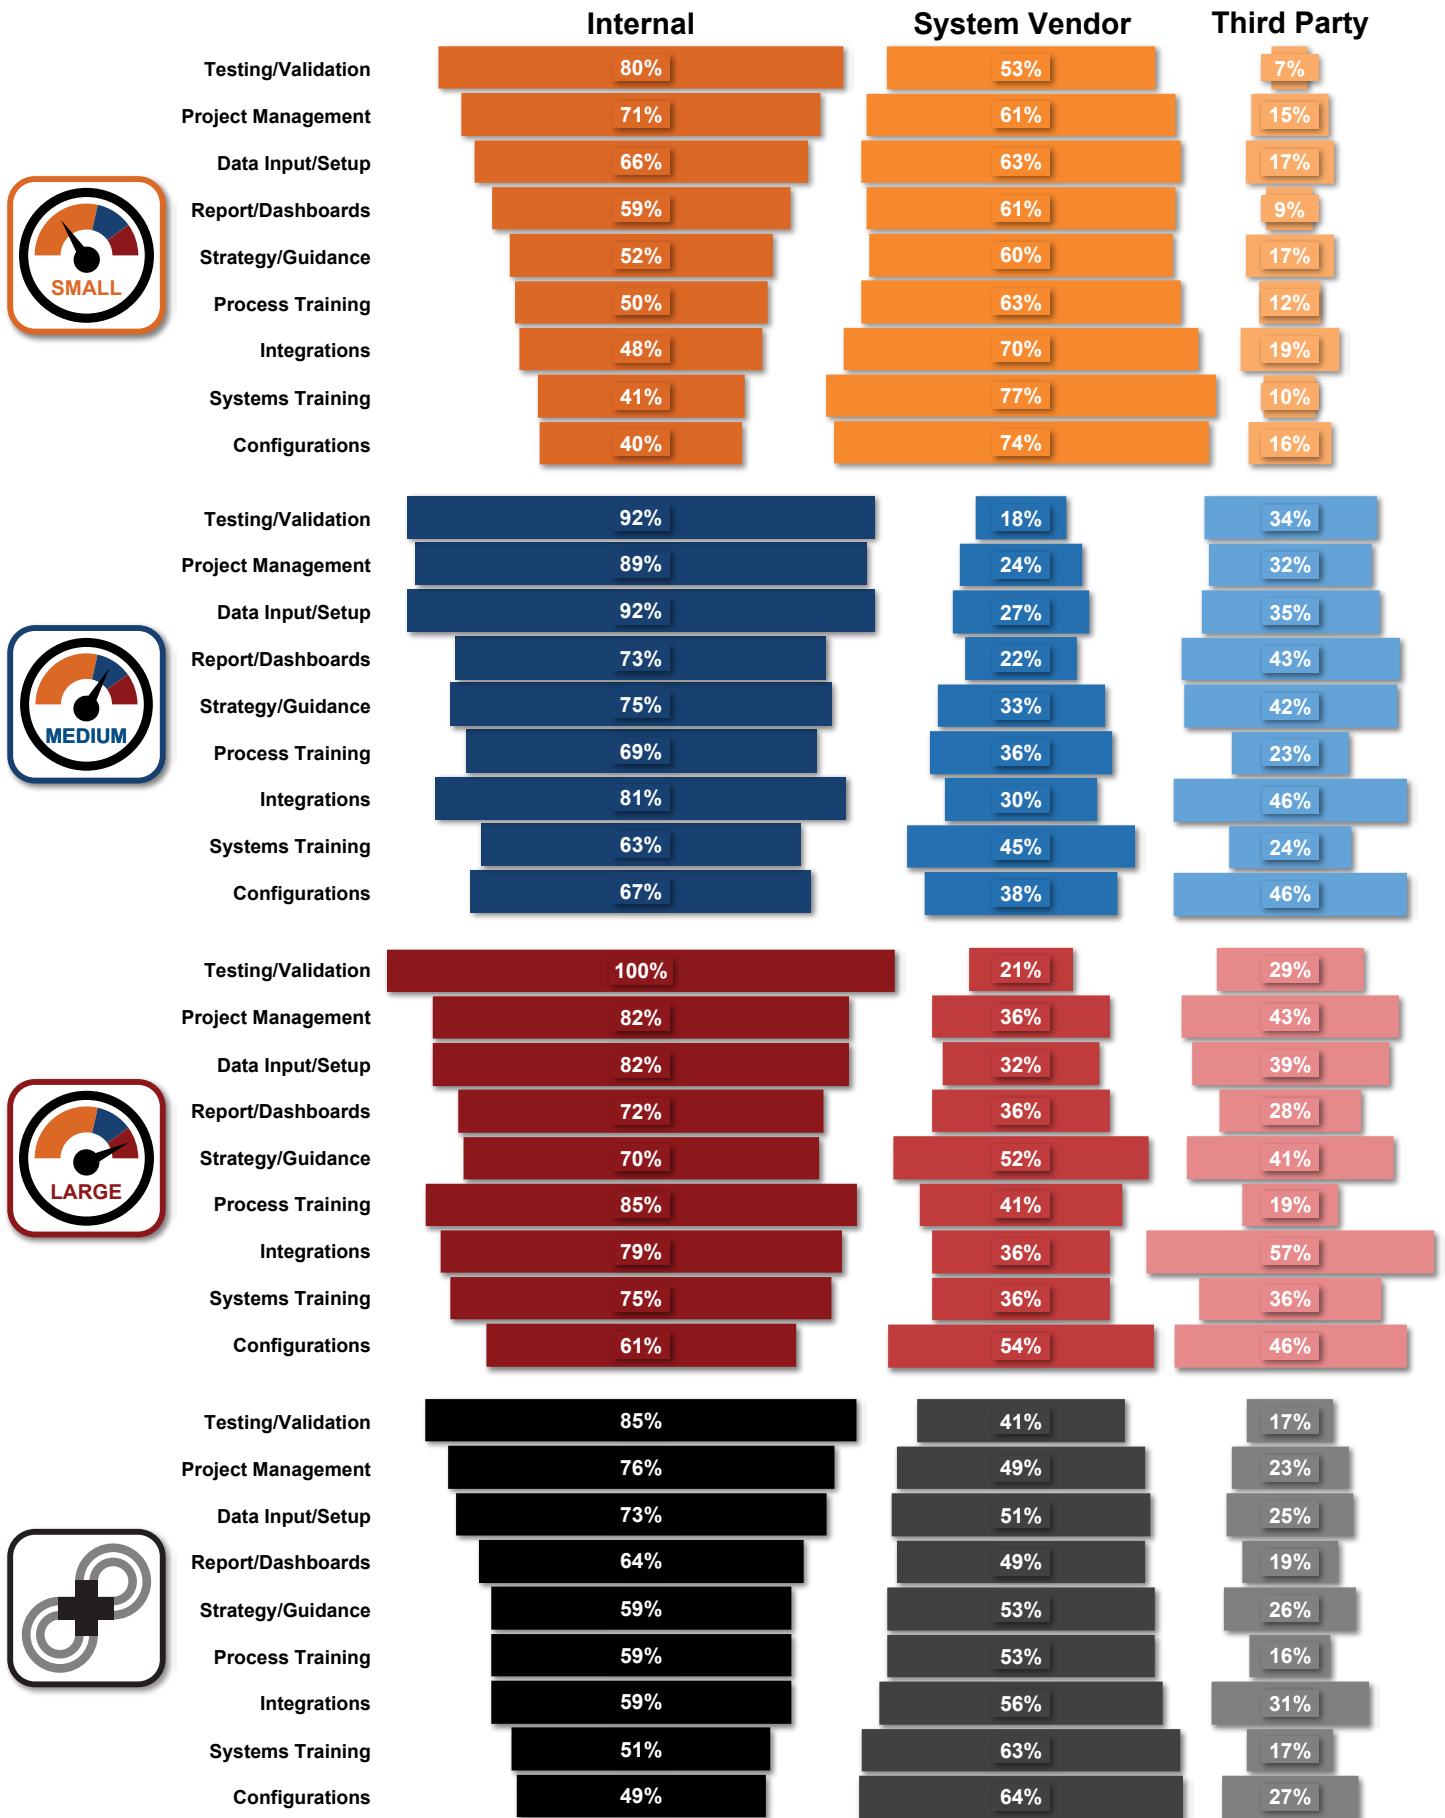 Internal System Vendor Third Party
Testing/Validation 80% 53% 7%
Project Management 71% 61% 15%
Data Input/Setup 66% 63% 17%
Report/Dashboards 59% 61% 9%
Strategy/Guidance 52% 60% 17%
Process Training 50% 63% 12%
Integrations 48% 70% 19%
Systems Training 41% 77% 10%
Configurations 40% 74% 16%
SMALL
Testing/Validation 92% 18% 34%
Project Management 89% 24% 32%
Data Input/Setup 92% 27% 35%
Report/Dashboards 73% 22% 43%
Strategy/Guidance 75% 33% 42%
Process Training 69% 36% 23%
Integrations 81% 30% 46%
Systems Training 63% 45% 24%
Configurations 67% 38% 46%
MEDIUM
Testing/Validation 100% 21% 29%
Project Management 82% 36% 43%
Data Input/Setup 82% 32% 39%
Report/Dashboards 72% 36% 28%
Strategy/Guidance 70% 52% 41%
Process Training 85% 41% 19%
Integrations 79% 36% 57%
Systems Training 75% 36% 36%
Configurations 61% 54% 46%
LARGE
Testing/Validation 85% 41% 17%
Project Management 76% 49% 23%
Data Input/Setup 73% 51% 25%
Report/Dashboards 64% 49% 19%
Strategy/Guidance 59% 53% 26%
Process Training 59% 53% 16%
Integrations 59% 56% 31%
Systems Training 51% 63% 17%
Configurations 49% 64% 27%